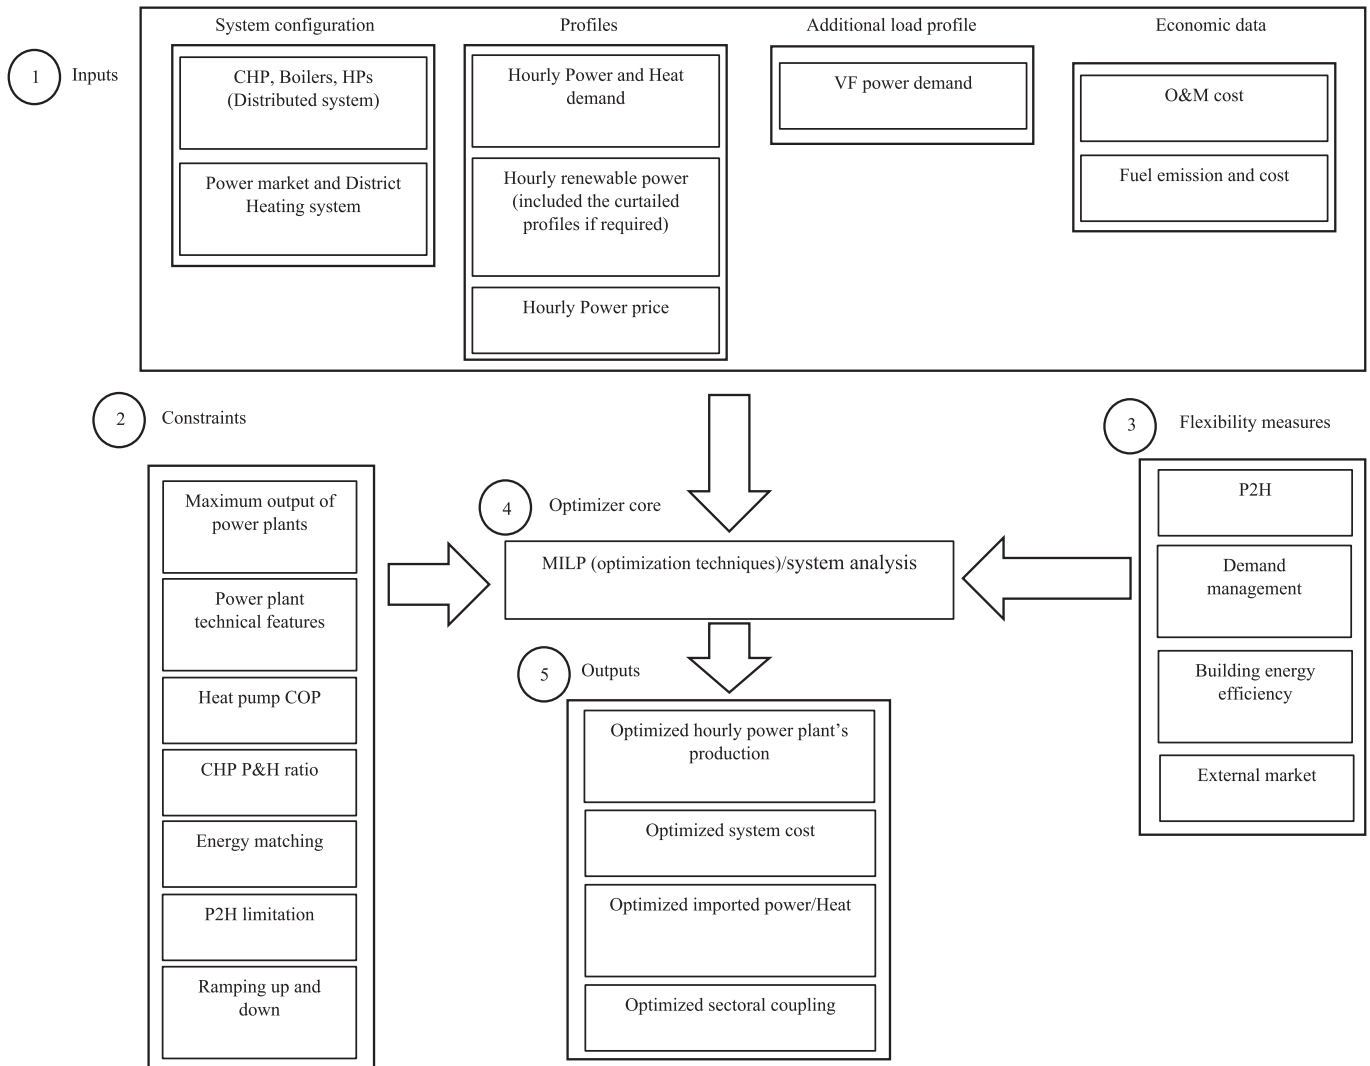 System configuration
Profiles
Additional load profile
Economic data
1
Inputs
CHP, Boilers, HPs
(Distributed system)
Power market and District
Heating system
Hourly Power and Heat
demand
Hourly renewable power
(included the curtailed
profiles if required)
Hourly Power price
VF power demand
O&M cost
Fuel emission and cost
2
Constraints
Maximum output of
power plants
Power plant
technical features
Heat pump COP
CHP P&H ratio
Energy matching
P2H limitation
Ramping up and
down
3
Flexibility measures
P2H
Demand
management
Building energy
efficiency
External market
4
Optimizer core
MILP (optimization techniques)/system analysis
5
Outputs
Optimized hourly power plant’s
production
Optimized system cost
Optimized imported power/Heat
Optimized sectoral coupling